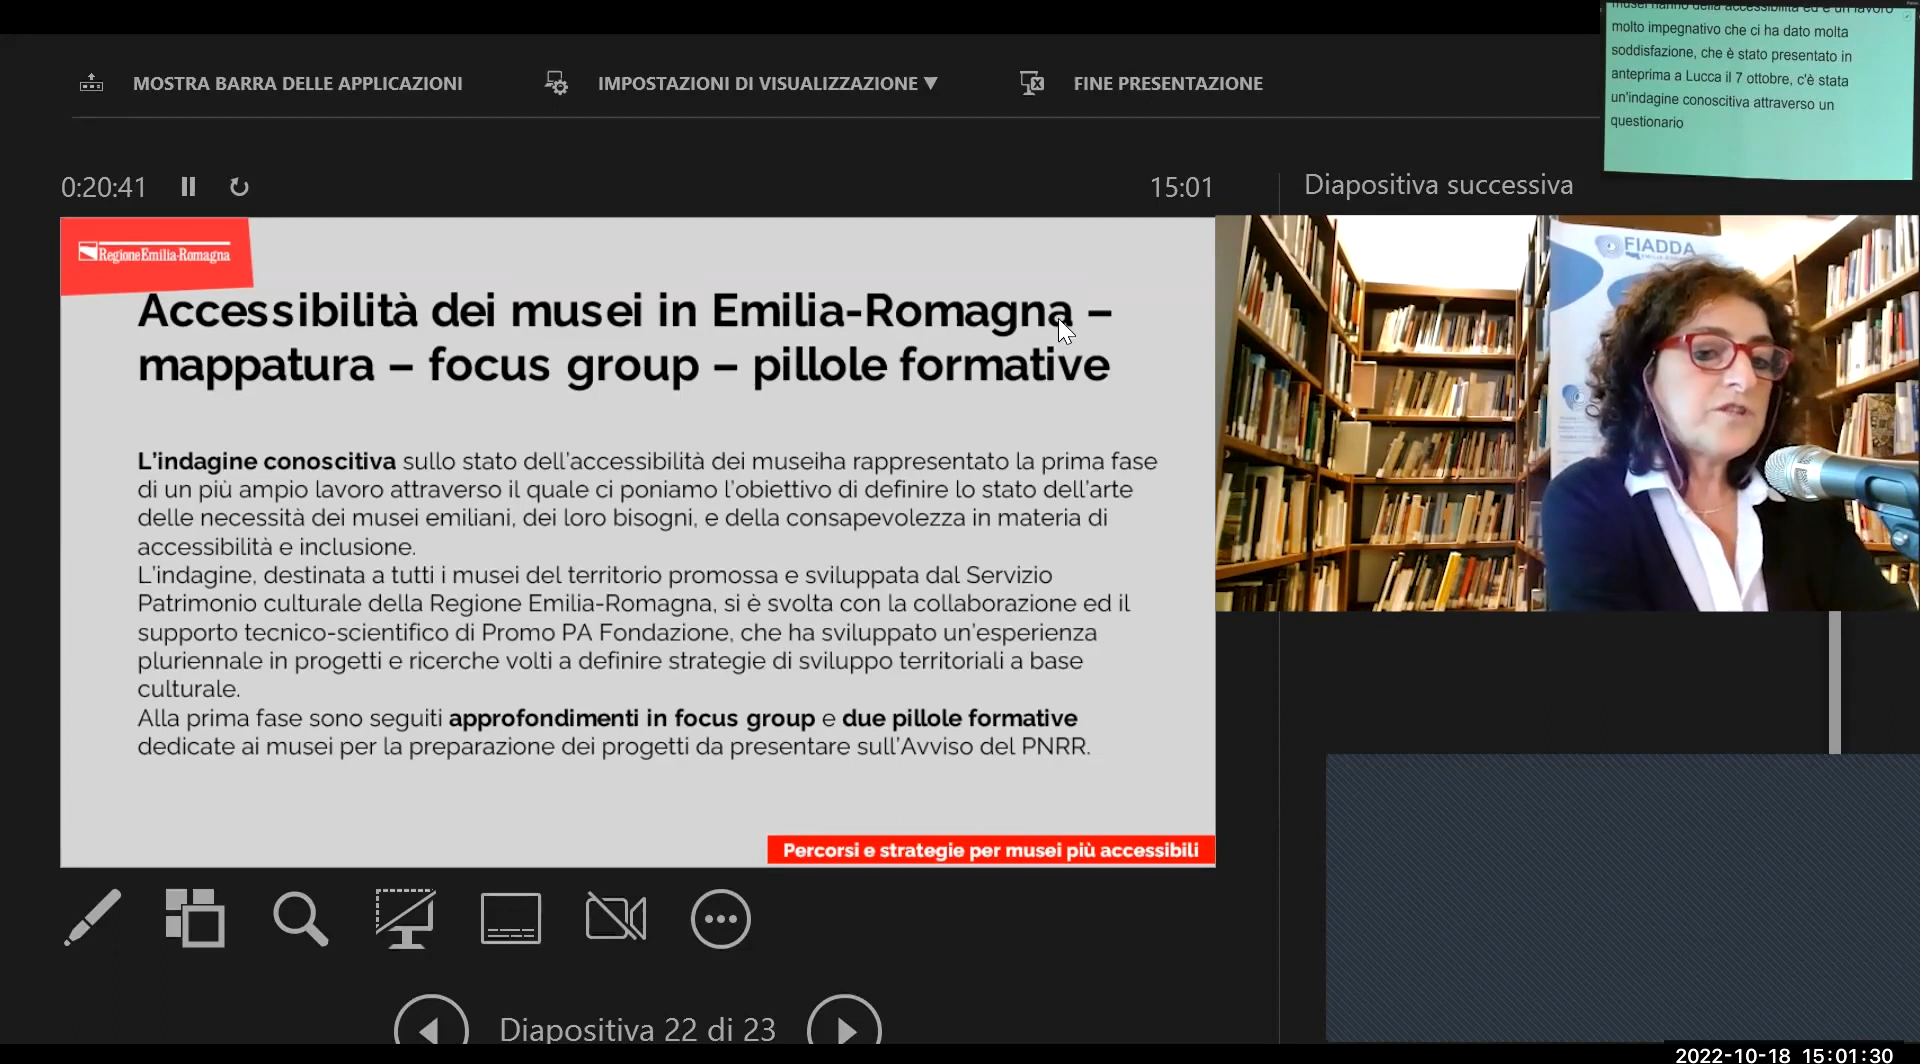 musei hanno della accessibilità ed è un lavoro
molto impegnativo che ci ha dato molta
soddisfazione, che è stato presentato in
anteprima a Lucca il 7 ottobre, c'è stata
un'indagine conoscitiva attraverso un
questionario
MOSTRA BARRA DELLE APPLICAZIONI
IMPOSTAZIONI DI VISUALIZZAZIONE ▼
FINE PRESENTAZIONE
0:20:41
15:01
Diapositiva successiva
RegioneEmilia-Romagna
Accessibilità dei musei in Emilia-Romagna –
mappatura – focus group – pillole formative
L'indagine conoscitiva sullo stato dell'accessibilità dei museiha rappresentato la prima fase
di un più ampio lavoro attraverso il quale ci poniamo l'obiettivo di definire lo stato dell'arte
delle necessità dei musei emiliani, dei loro bisogni, e della consapevolezza in materia di
accessibilità e inclusione.
L'indagine, destinata a tutti i musei del territorio promossa e sviluppata dal Servizio
Patrimonio culturale della Regione Emilia-Romagna, si è svolta con la collaborazione ed il
supporto tecnico-scientifico di Promo PA Fondazione, che ha sviluppato un'esperienza
pluriennale in progetti e ricerche volti a definire strategie di sviluppo territoriali a base
culturale.
Alla prima fase sono seguiti approfondimenti in focus group e due pillole formative
dedicate ai musei per la preparazione dei progetti da presentare sull'Avviso del PNRR.
Percorsi e strategie per musei più accessibili
FIADDA
Diapositiva 22 di 23
2022-10-18 15:01:30